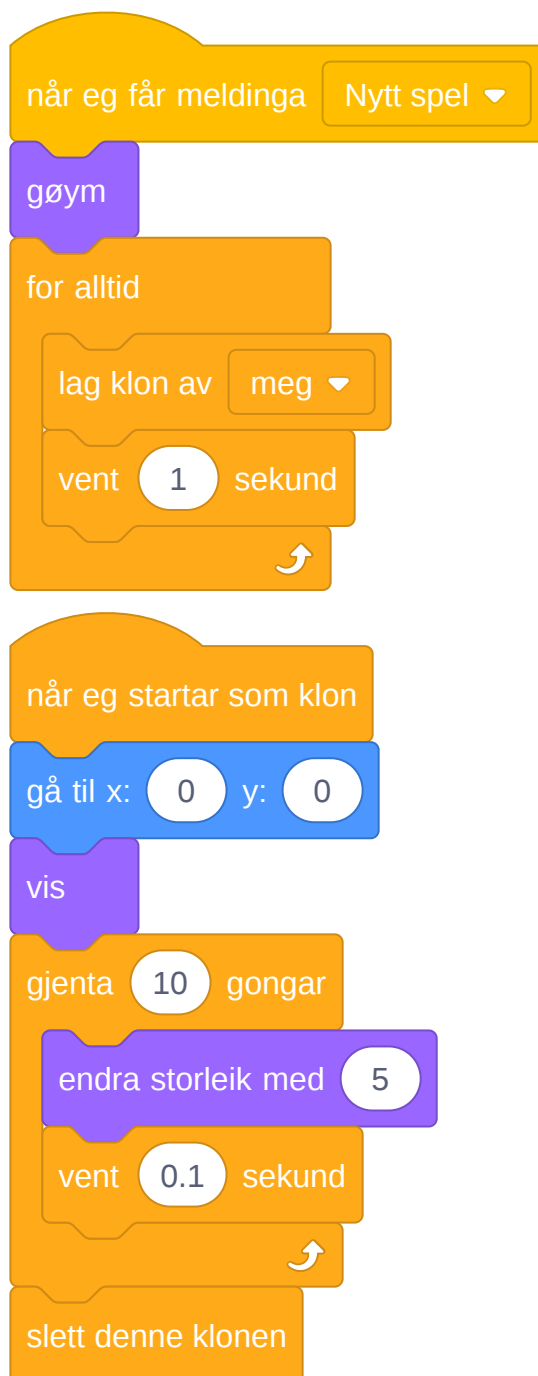 når eg får meldinga Nytt spel
gøym
for alltid
lag klon av meg
vent 1 sekund
når eg startar som klon
gå til x: 0 y: 0
vis
gjenta 10 gongar
endra storleik med 5
vent 0.1 sekund
slett denne klonen